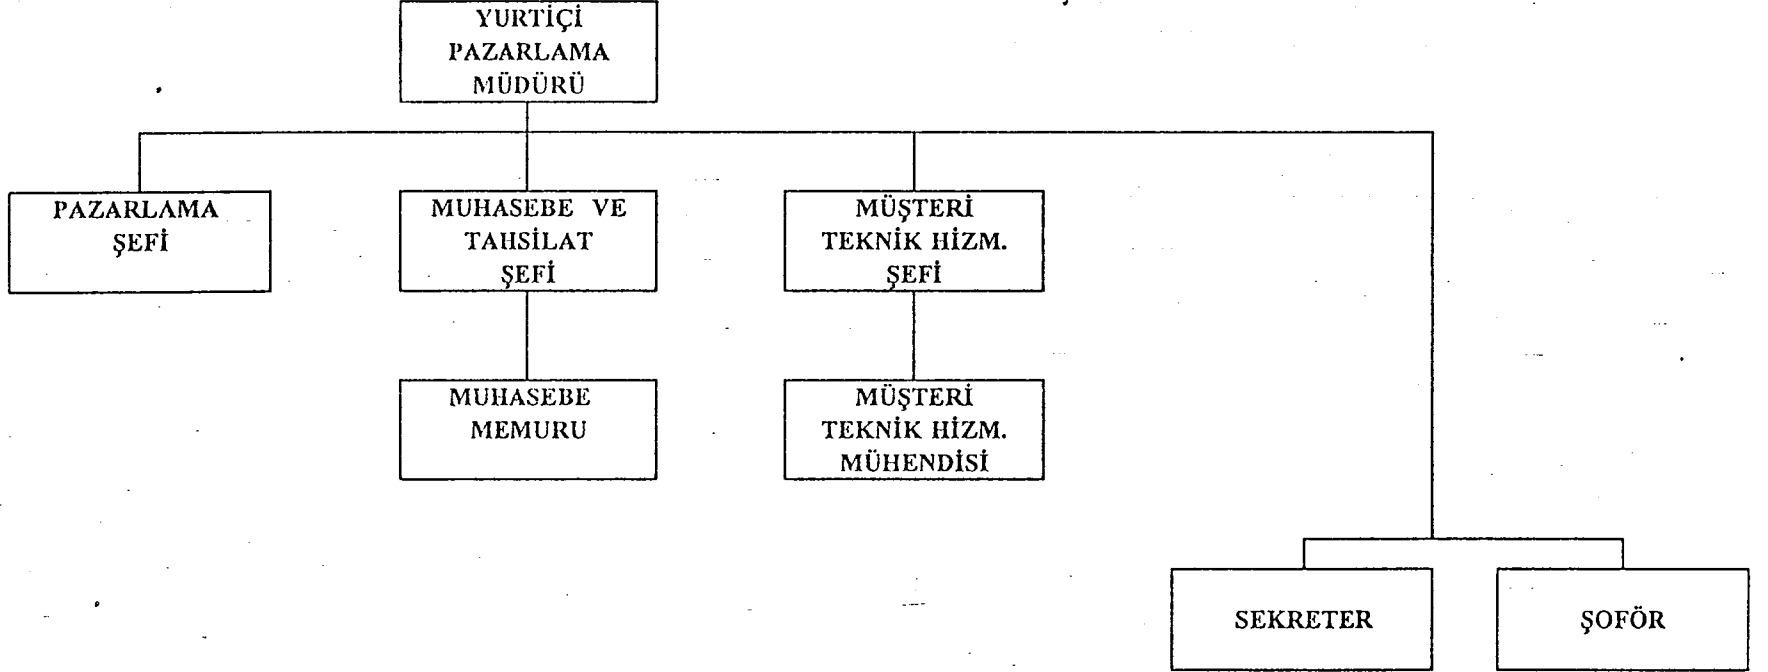 YURTİÇİ
PAZARLAMA
MÜDÜRÜ
PAZARLAMA
ŞEFİ
MUHASEBE VE
TAHSİLAT
ŞEFİ
MÜŞTERİ
TEKNİK HİZM.
ŞEFİ
MUHASEBE
MEMURU
MÜŞTERİ
TEKNİK HİZM.
MÜHENDİSİ
SEKRETER
ŞOFÖR